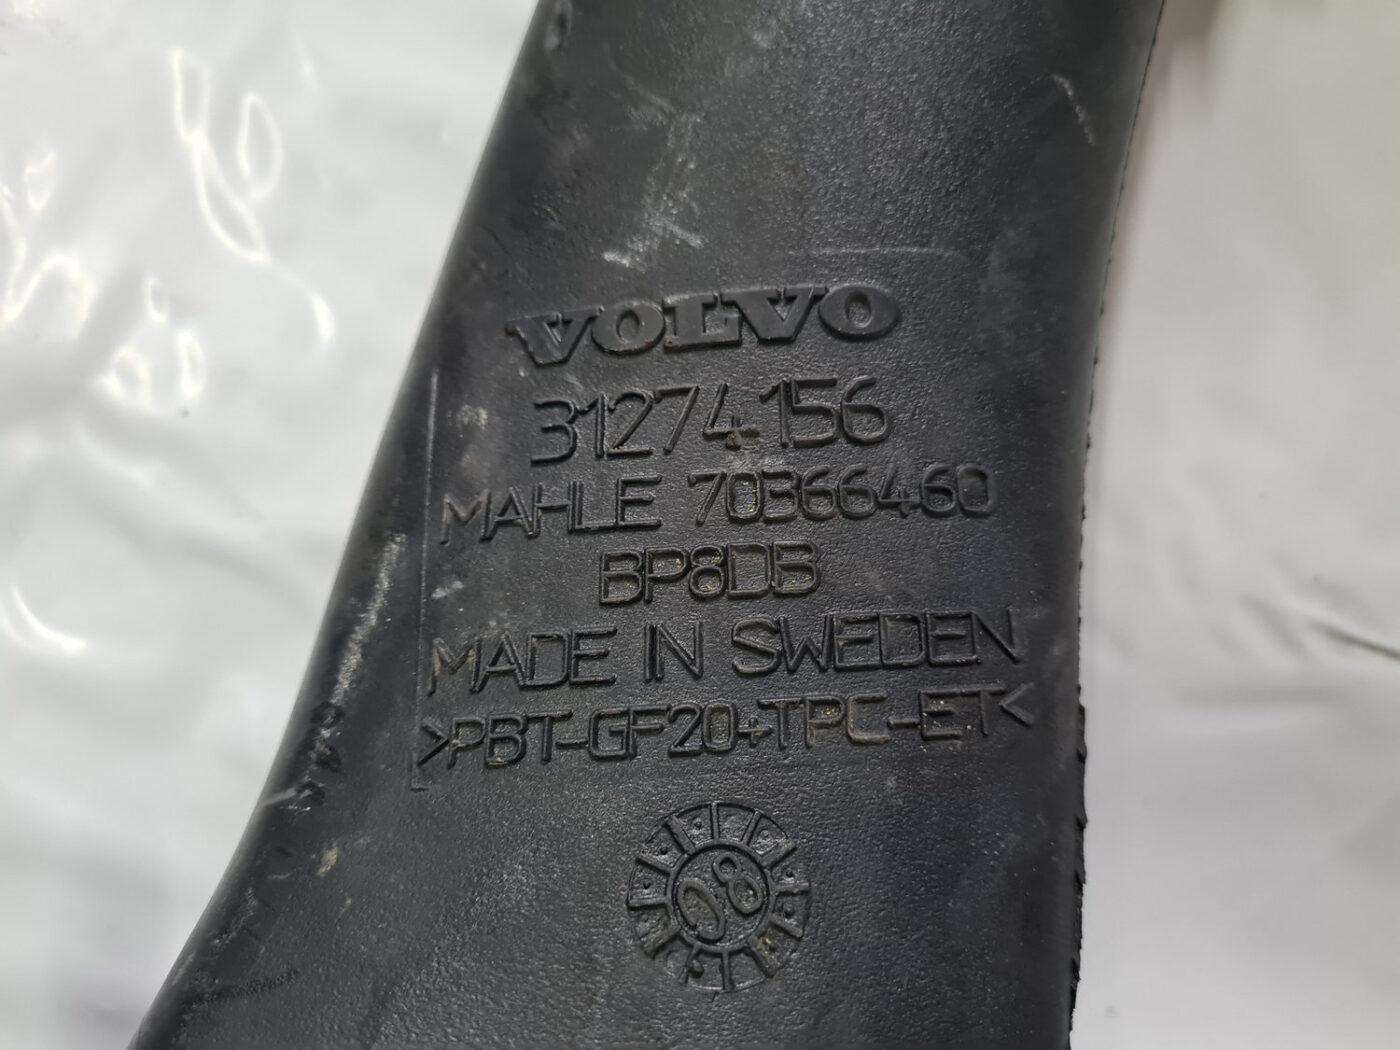 VOLVO
31274156
MAHLE 70366460
BP8DB
MADE IN SWEDEN
>PBT-GF20+TPC-ET<
08